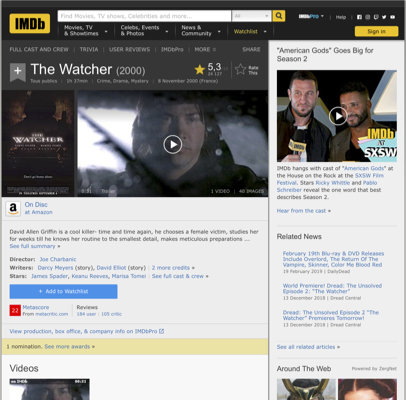 IMDb
Find Movies, TV shows, Celebrities and more...
All
IMDbPro
Help
Movies, TV
& Showtimes
Celebs, Events
& Photos
News &
Community
Watchlist
Sign in
FULL CAST AND CREW | TRIVIA | USER REVIEWS | IMDbPro | MORE
SHARE
The Watcher (2000)
5,3
Rate
This
Tous publics | 1h 37min | Crime, Drama, Mystery | 8 November 2000 (France)
THE
WATCHER
Trailer
1 VIDEO | 40 IMAGES
On Disc
at Amazon
David Allen Griffin is a cool killer- time and time again, he chooses a female victim, studies
her for weeks till he knows her routine to the smallest detail, makes meticulous preparations ...
See full summary »
Director: Joe Charbanic
Writers: Darcy Meyers (story), David Elliot (story) | 2 more credits »
Stars: James Spader, Keanu Reeves, Marisa Tomei | See full cast & crew »
+ Add to Watchlist
22
Metascore
From metacritic.com
Reviews
184 user | 105 critic
View production, box office, & company info on IMDbPro
1 nomination. See more awards »
Videos
"American Gods" Goes Big for
Season 2
IMDb
at
SXSW
IMDb hangs with cast of "American Gods" at
the House on the Rock at the SXSW Film
Festival. Stars Ricky Whittle and Pablo
Schreiber reveal the one word that best
describes Season 2.
Hear from the cast »
Related News
February 19th Blu-ray & DVD Releases
Include Overlord, The Return Of The
Vampire, Skinner, Color Me Blood Red
19 February 2019 | DailyDead
World Premiere! Dread: The Unsolved
Episode 2: "The Watcher"
13 December 2018 | Dread Central
Dread: The Unsolved Episode 2: "The
Watcher" Premieres Tomorrow!
12 December 2018 | Dread Central
See all related articles »
Around The Web
Powered by ZergNet